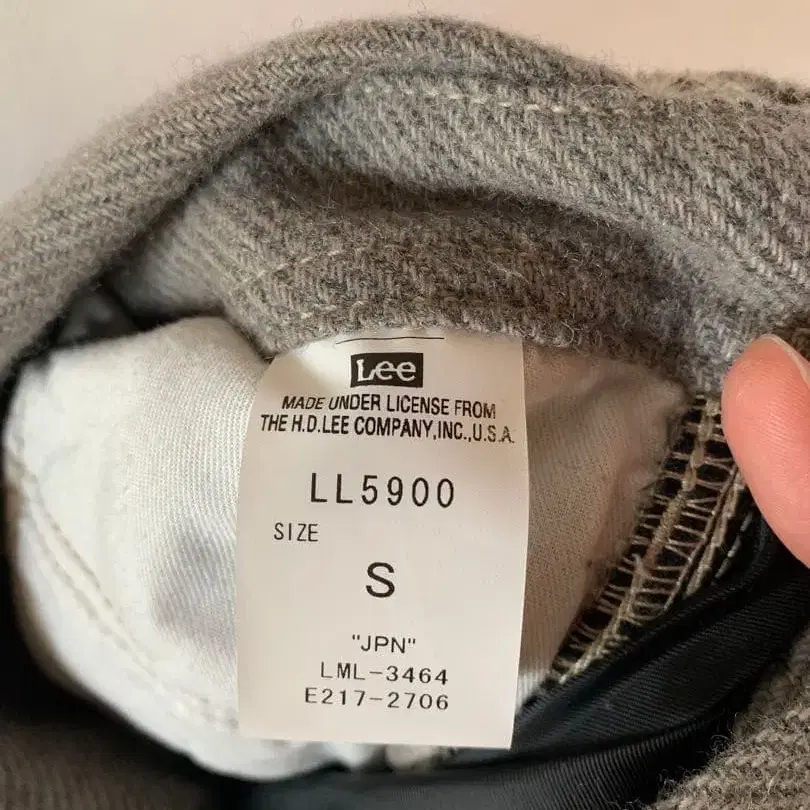 Lee
MADE UNDER LICENSE FROM
THE H.D.LEE COMPANY,INC.,U.S.A.
LL5900
SIZE
S
"JPN"
LML-3464
E217-2706